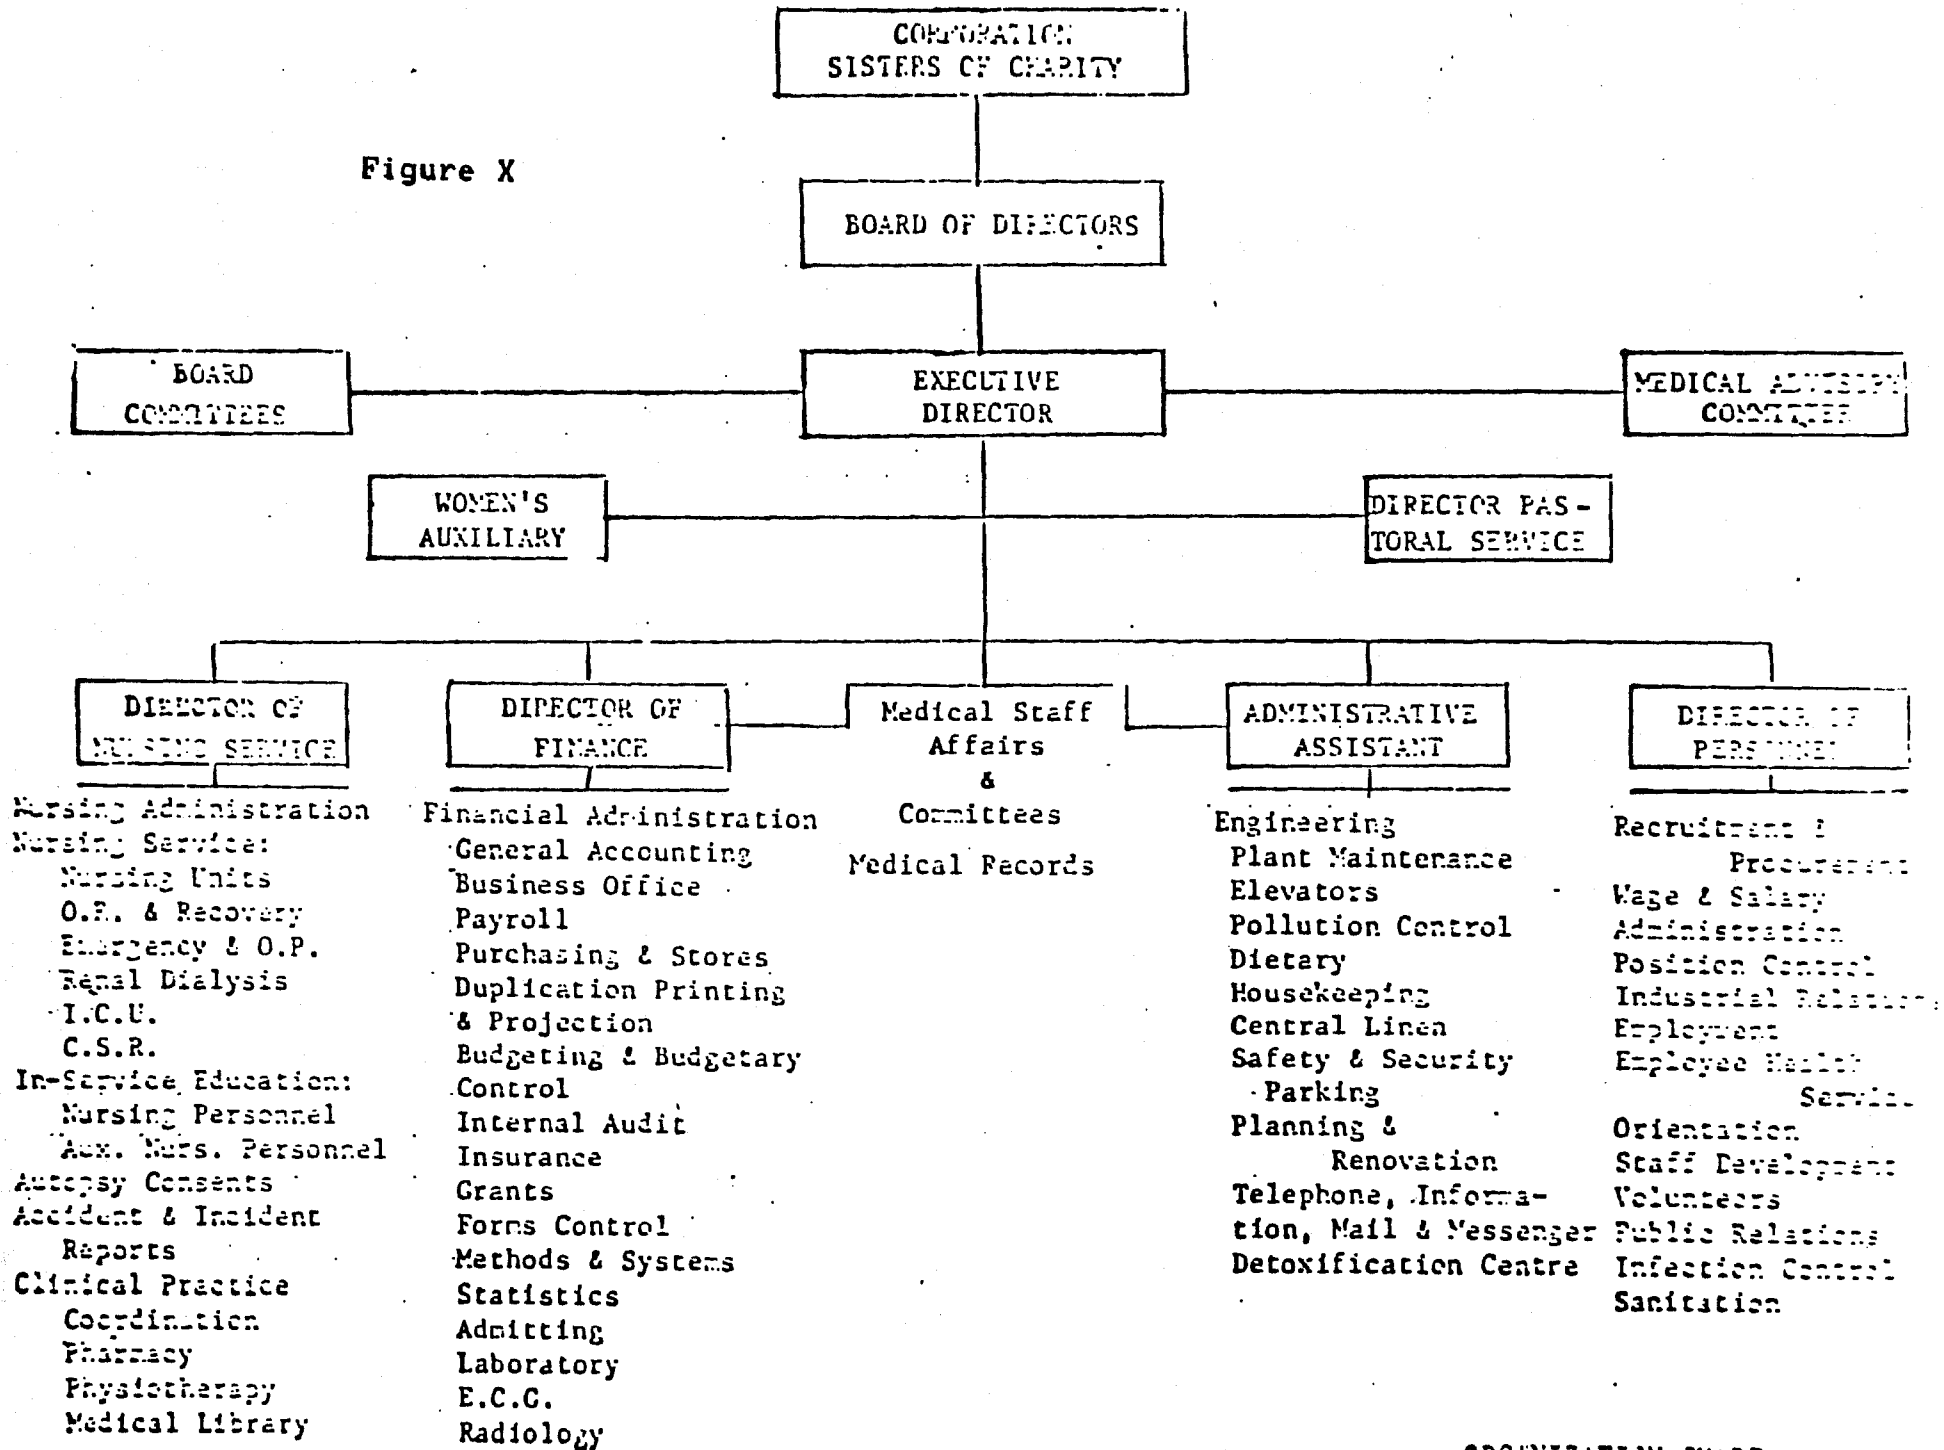 CORPORATION
SISTERS OF CHARITY
Figure X
BOARD OF DIRECTORS
BOARD
COMMITTEES
EXECUTIVE
DIRECTOR
MEDICAL ADVISORY
COMMITTEE
WOMEN'S
AUXILIARY
DIRECTOR PAS-
TORAL SERVICE
DIRECTOR OF
NURSING SERVICE
DIRECTOR OF
FINANCE
Medical Staff
Affairs
&
Committees
Medical Records
ADMINISTRATIVE
ASSISTANT
DIRECTOR OF
PERSONNEL
Nursing Administration
Nursing Service:
Nursing Units
O.R. & Recovery
Emergency & O.P.
Renal Dialysis
I.C.U.
C.S.R.
In-Service Education:
Nursing Personnel
Aux. Nurs. Personnel
Autopsy Consents
Accident & Incident
Reports
Clinical Practice
Coordination
Pharmacy
Physiotherapy
Medical Library
Financial Administration
General Accounting
Business Office
Payroll
Purchasing & Stores
Duplication Printing
& Projection
Budgeting & Budgetary
Control
Internal Audit
Insurance
Grants
Forms Control
Methods & Systems
Statistics
Admitting
Laboratory
E.C.G.
Radiology
Engineering
Plant Maintenance
Elevators
Pollution Control
Dietary
Housekeeping
Central Linen
Safety & Security
Parking
Planning &
Renovation
Telephone, Informa-
tion, Mail & Messenger
Detoxification Centre
Recruitment &
Procurement
Wage & Salary
Administration
Position Control
Industrial Relations
Employment
Employee Health
Service
Orientation
Staff Development
Volunteers
Public Relations
Infection Control
Sanitation